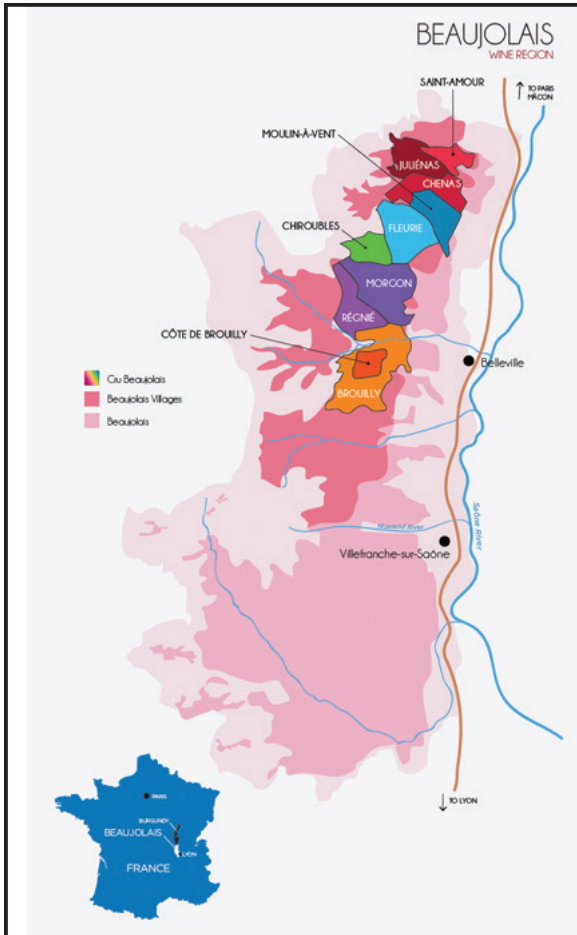 BEAUJOLAIS
WINE REGION
SAINT-AMOUR
TO PARIS
MÂCON
MOULIN-À-VENT
JULIÉNAS
CHENAS
FLEURIE
CHIROUBLES
MORGON
RÉGNIÉ
CÔTE DE BROUILLY
Belleville
BROUILLY
Cru Beaujolais
Beaujolais Villages
Beaujolais
Saône River
Villefranche-sur-Saône
TO LYON
PARIS
BURGUNDY
BEAUJOLAIS
LYON
FRANCE